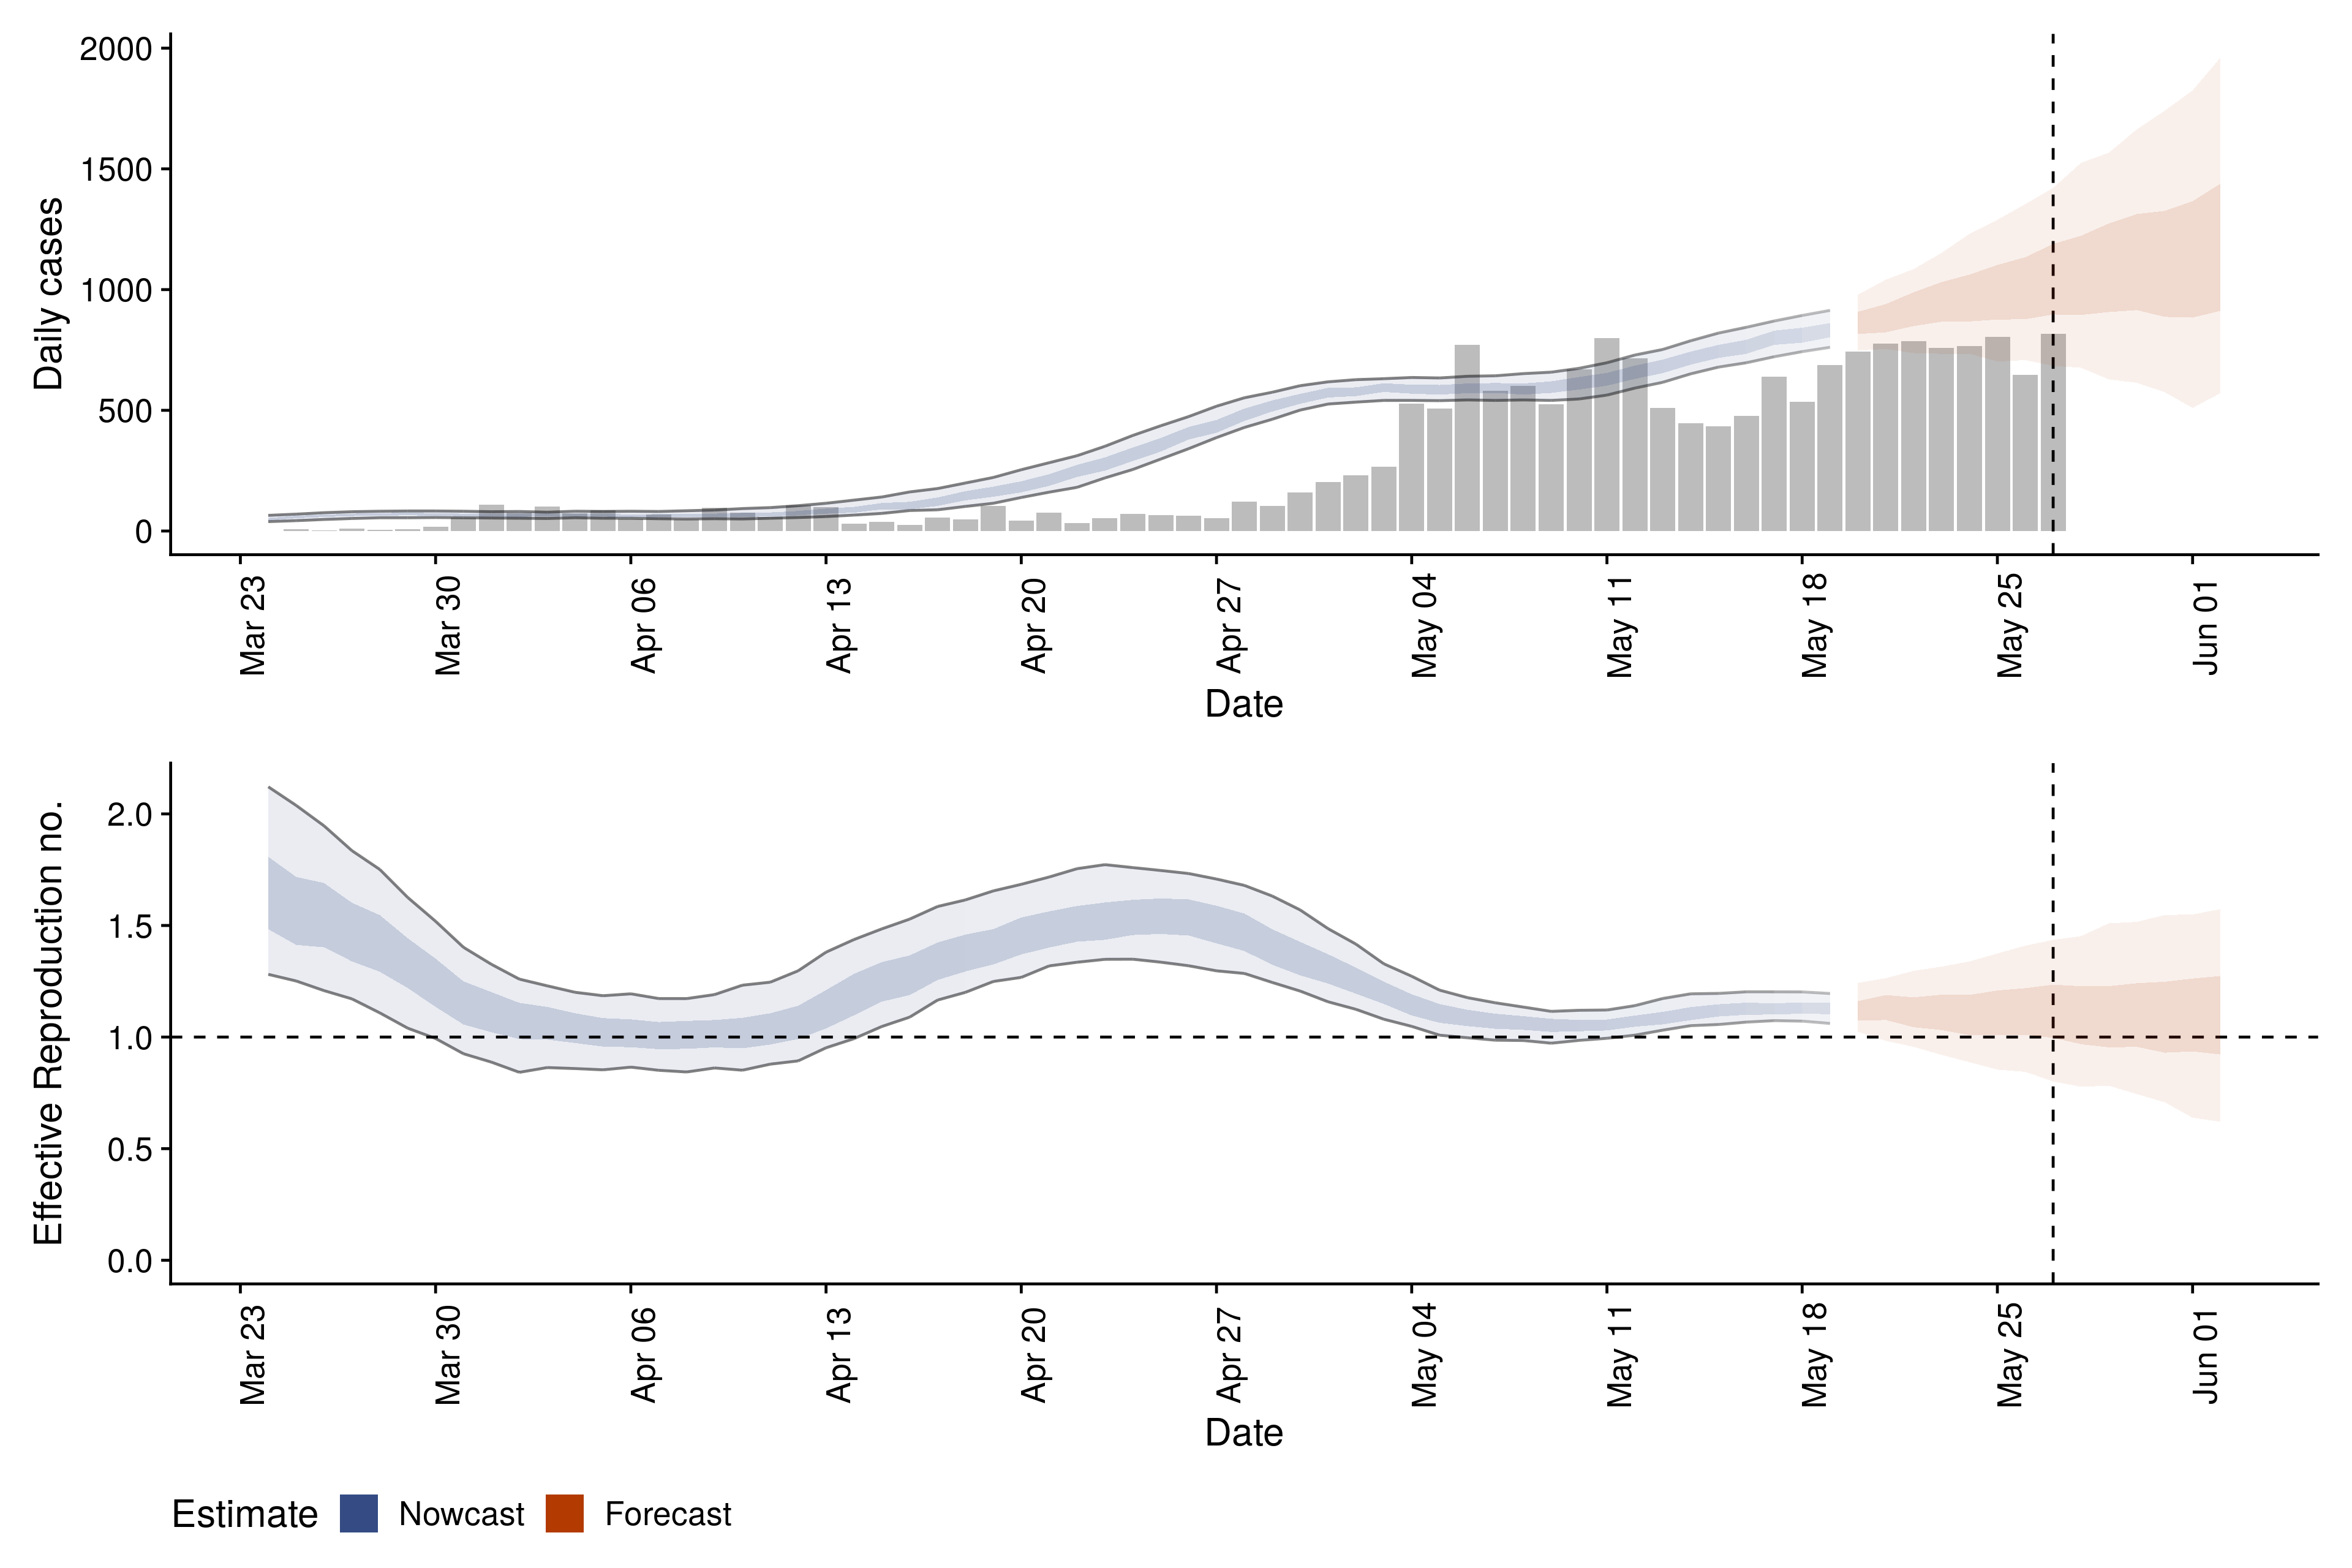 Daily cases
2000
1500
1000
500
0
Mar 23
Mar 30
Apr 06
Apr 13
Apr 20
Apr 27
May 04
May 11
May 18
May 25
Jun 01
Date
Effective Reproduction no.
2.0
1.5
1.0
0.5
0.0
Mar 23
Mar 30
Apr 06
Apr 13
Apr 20
Apr 27
May 04
May 11
May 18
May 25
Jun 01
Date
Estimate Nowcast Forecast